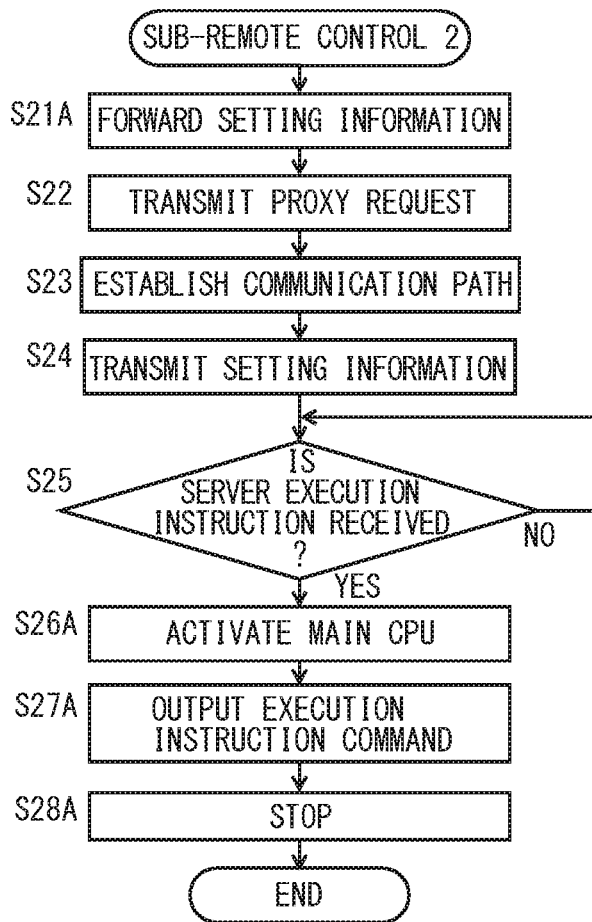 SUB-REMOTE CONTROL 2
S21A
FORWARD SETTING INFORMATION
S22
TRANSMIT PROXY REQUEST
S23
ESTABLISH COMMUNICATION PATH
S24
TRANSMIT SETTING INFORMATION
S25
IS
SERVER EXECUTION
INSTRUCTION RECEIVED
?
NO
YES
S26A
ACTIVATE MAIN CPU
S27A
OUTPUT EXECUTION
INSTRUCTION COMMAND
S28A
STOP
END